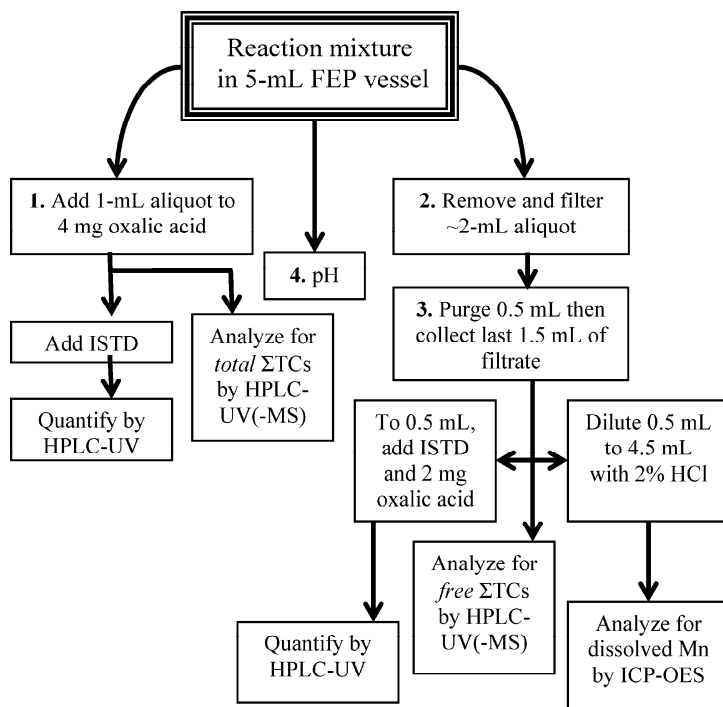 Reaction mixture
in 5-mL FEP vessel
1. Add 1-mL aliquot to
4 mg oxalic acid
2. Remove and filter
~2-mL aliquot
4. pH
3. Purge 0.5 mL then
collect last 1.5 mL of
filtrate
Add ISTD
Analyze for
total ΣTCs
by HPLC-
UV(-MS)
Quantify by
HPLC-UV
To 0.5 mL,
add ISTD
and 2 mg
oxalic acid
Dilute 0.5 mL
to 4.5 mL
with 2% HCl
Analyze for
free ΣTCs
by HPLC-
UV(-MS)
Quantify by
HPLC-UV
Analyze for
dissolved Mn
by ICP-OES